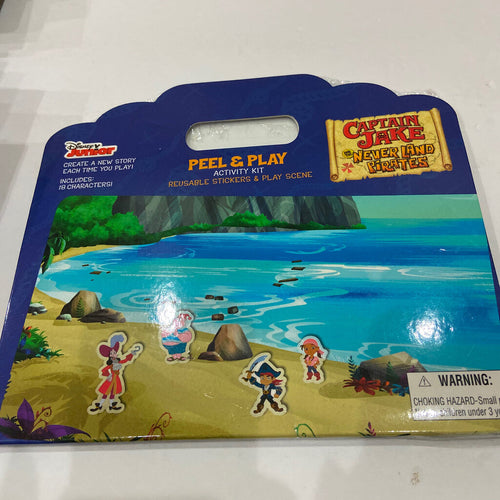 Disney
JUNIOR
CREATE A NEW STORY
EACH TIME YOU PLAY!
INCLUDES:
18 CHARACTERS!
PEEL & PLAY
ACTIVITY KIT
REUSABLE STICKERS & PLAY SCENE
CAPTAIN
JAKE
AND
THE
NEVER LAND
PIRATES
WARNING:
CHOKING HAZARD-Small
children under 3